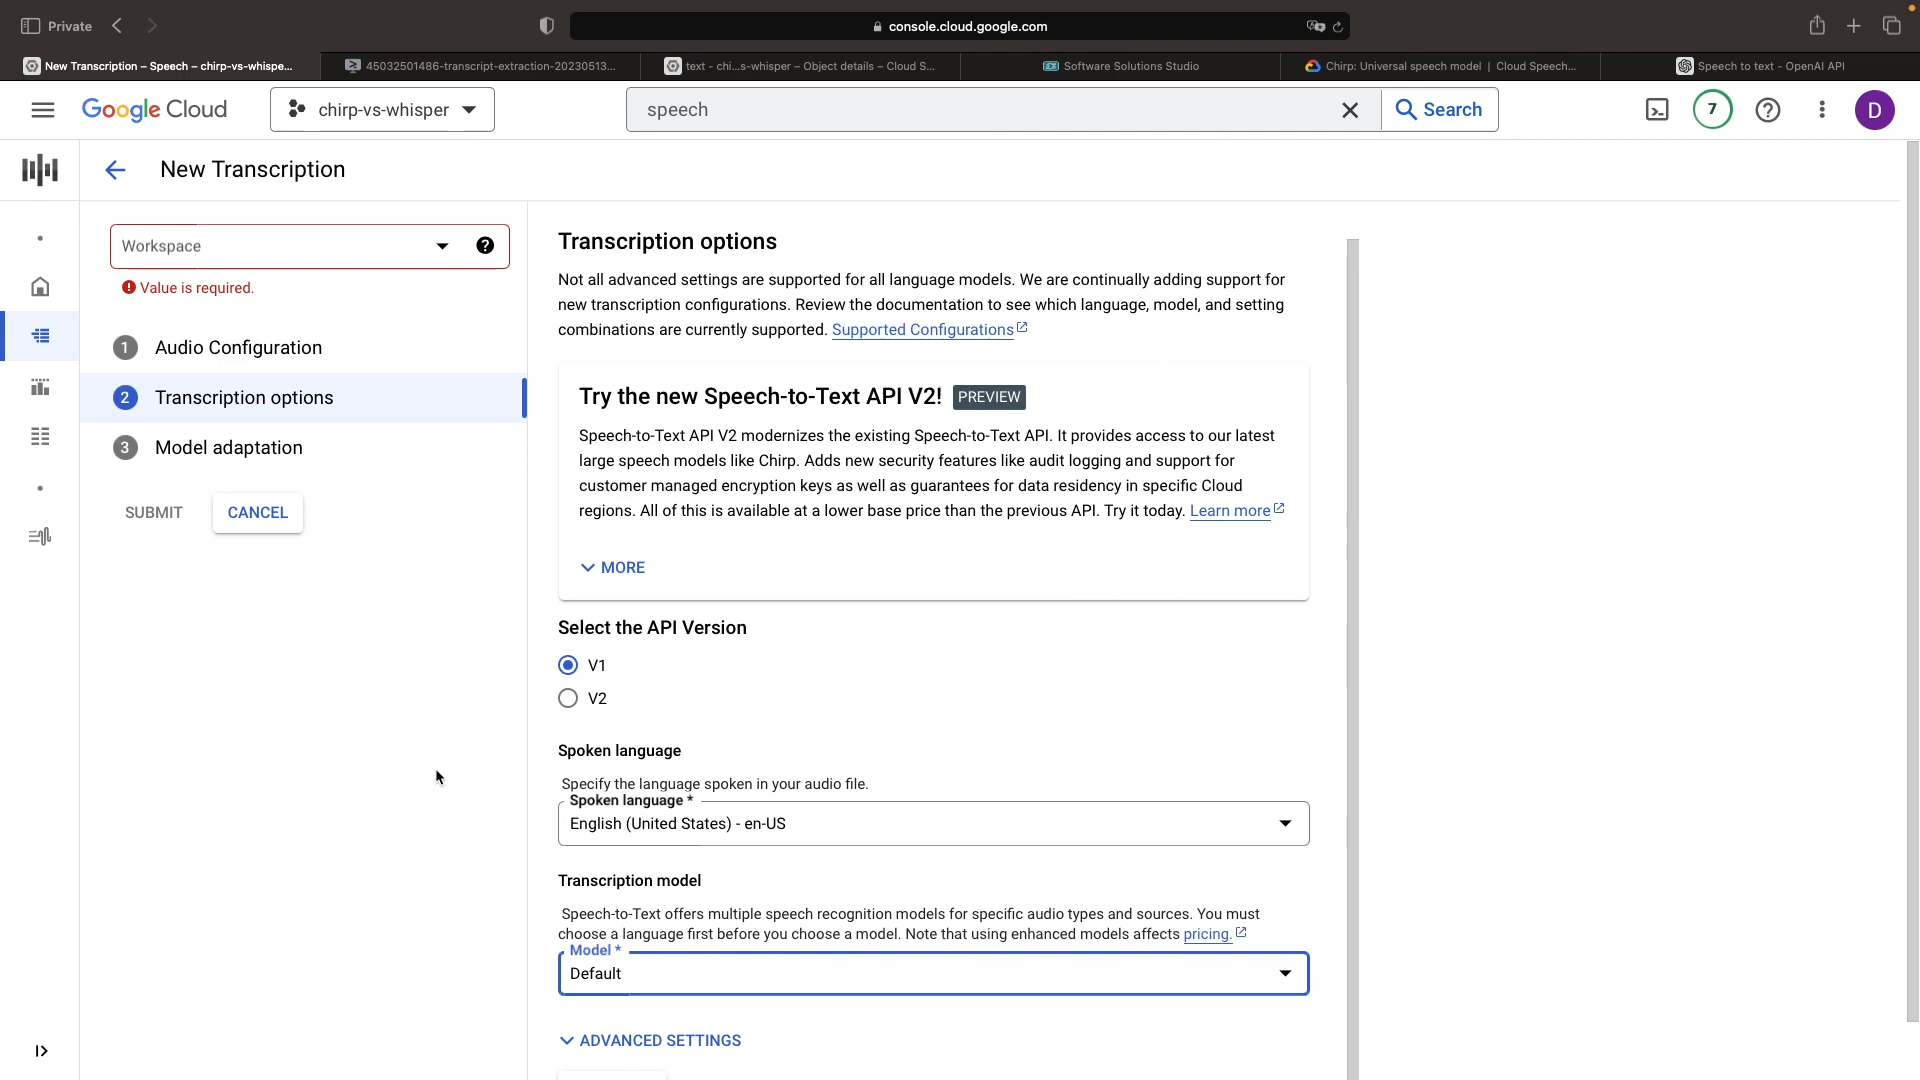 Private
console.cloud.google.com
New Transcription – Speech – chirp-vs-whispe...
45032501486-transcript-extraction-20230513...
text - chi...s-whisper – Object details – Cloud S...
Software Solutions Studio
Chirp: Universal speech model | Cloud Speech...
Speech to text - OpenAI API
Google Cloud
chirp-vs-whisper
speech
Search
7
D
New Transcription
Workspace
Value is required.
1 Audio Configuration
2 Transcription options
3 Model adaptation
SUBMIT
CANCEL
Transcription options
Not all advanced settings are supported for all language models. We are continually adding support for
new transcription configurations. Review the documentation to see which language, model, and setting
combinations are currently supported. Supported Configurations
Try the new Speech-to-Text API V2! PREVIEW
Speech-to-Text API V2 modernizes the existing Speech-to-Text API. It provides access to our latest
large speech models like Chirp. Adds new security features like audit logging and support for
customer managed encryption keys as well as guarantees for data residency in specific Cloud
regions. All of this is available at a lower base price than the previous API. Try it today. Learn more
MORE
Select the API Version
V1
V2
Spoken language
Specify the language spoken in your audio file.
Spoken language *
English (United States) - en-US
Transcription model
Speech-to-Text offers multiple speech recognition models for specific audio types and sources. You must
choose a language first before you choose a model. Note that using enhanced models affects pricing.
Model *
Default
ADVANCED SETTINGS